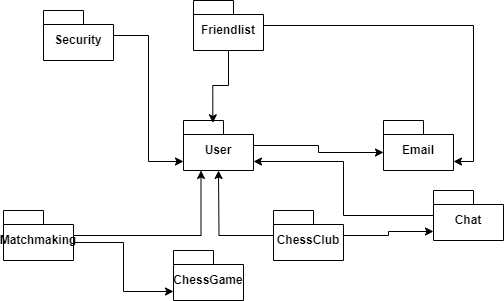 Friendlist
Security
User
Email
Chat
Matchmaking
ChessClub
ChessGame